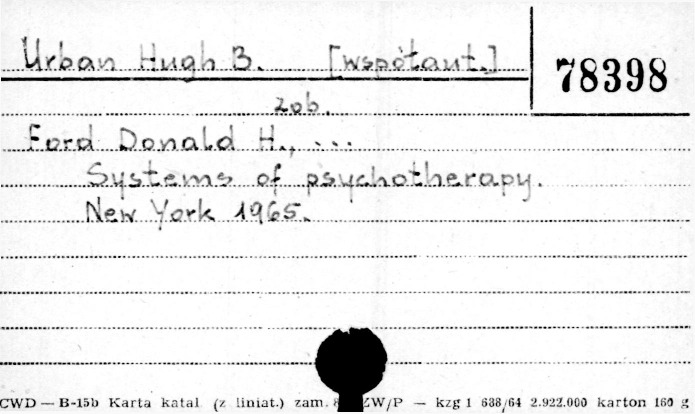 Urban Hugh B. [współaut.]
78398
zob.
Ford Donald H., ...
Systems of psychotherapy.
New York 1965.
CWD — B-15b Karta katal. (z liniat.) zam. ZW/P — kzg 1 638/64 2.922.000 karton 160 g